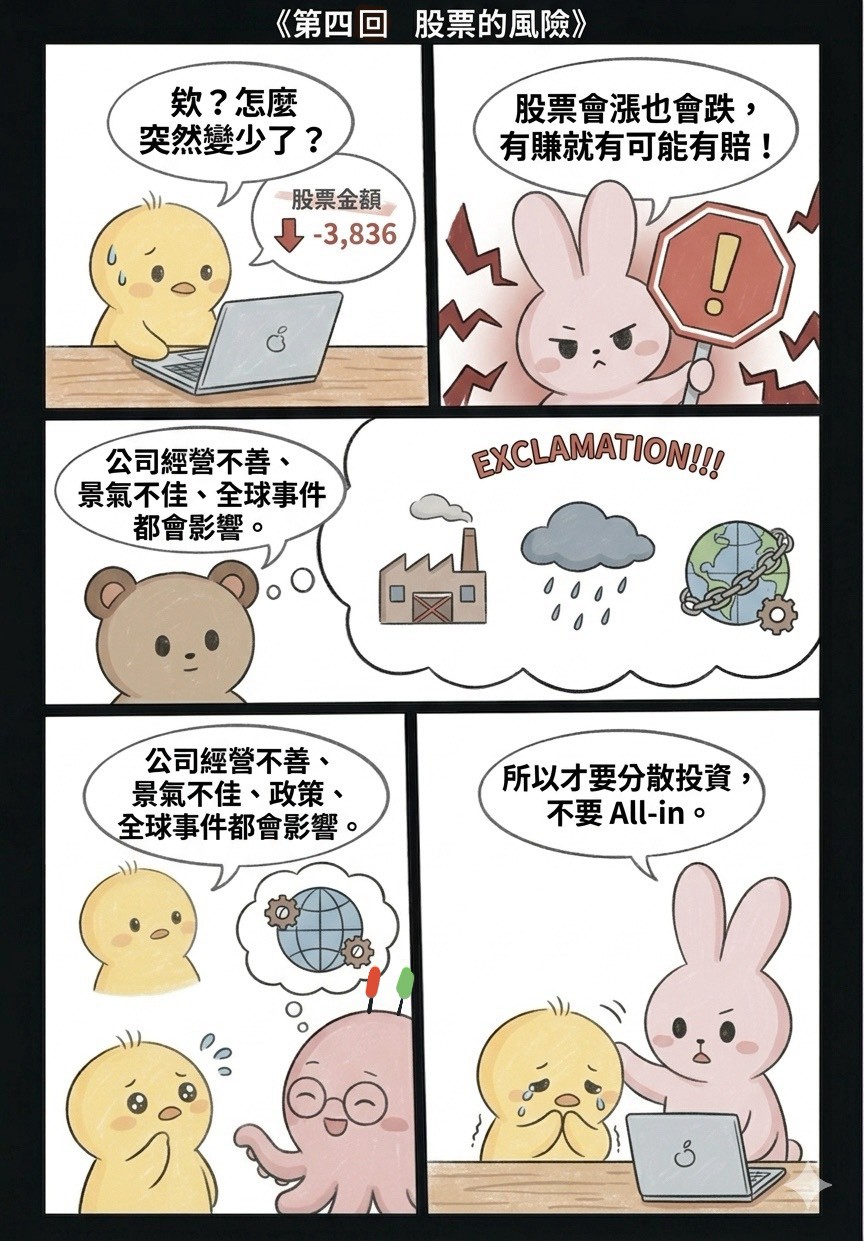 《第四回 股票的風險》
欸？怎麼
突然變少了？
股票金額
-3,836
股票會漲也會跌，
有賺就有可能有賠！
公司經營不善、
景氣不佳、全球事件
都會影響。
EXCLAMATION!!!
公司經營不善、
景氣不佳、政策、
全球事件都會影響。
所以才要分散投資，
不要 All-in。